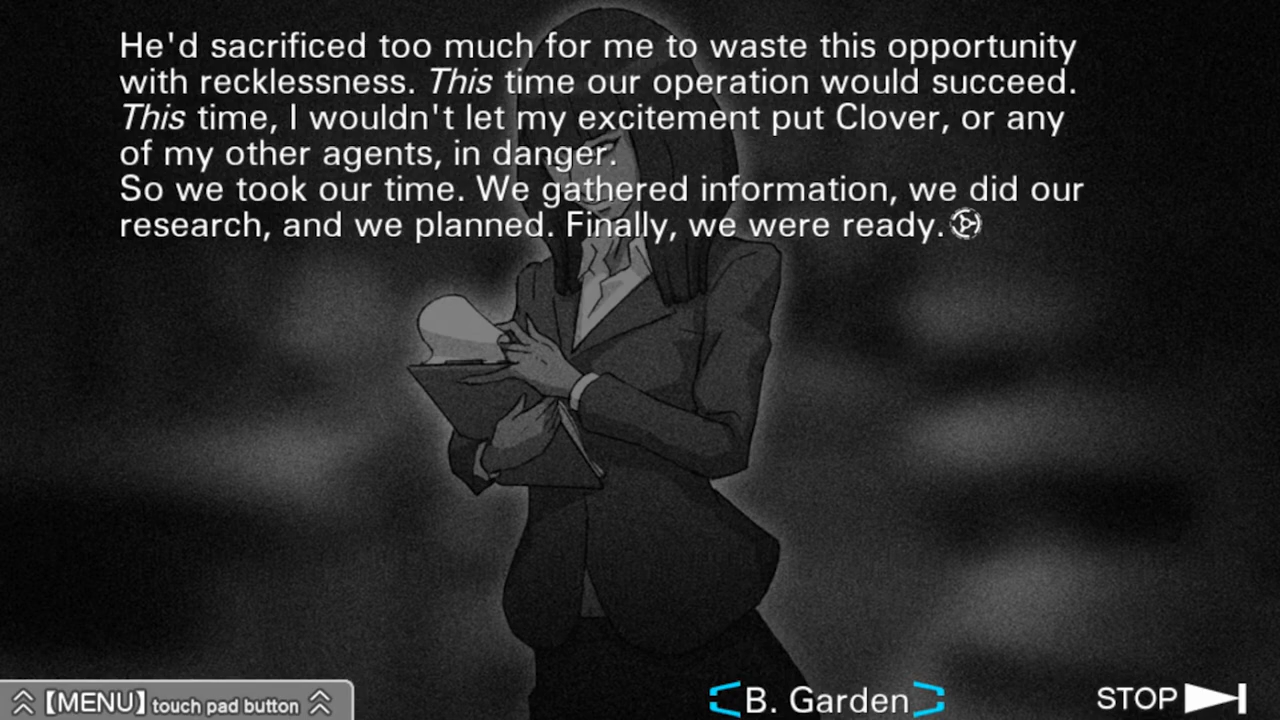 He'd sacrificed too much for me to waste this opportunity
with recklessness. This time our operation would succeed.
This time, I wouldn't let my excitement put Clover, or any
of my other agents, in danger.
So we took our time. We gathered information, we did our
research, and we planned. Finally, we were ready.
【MENU】touch pad button
B. Garden
STOP